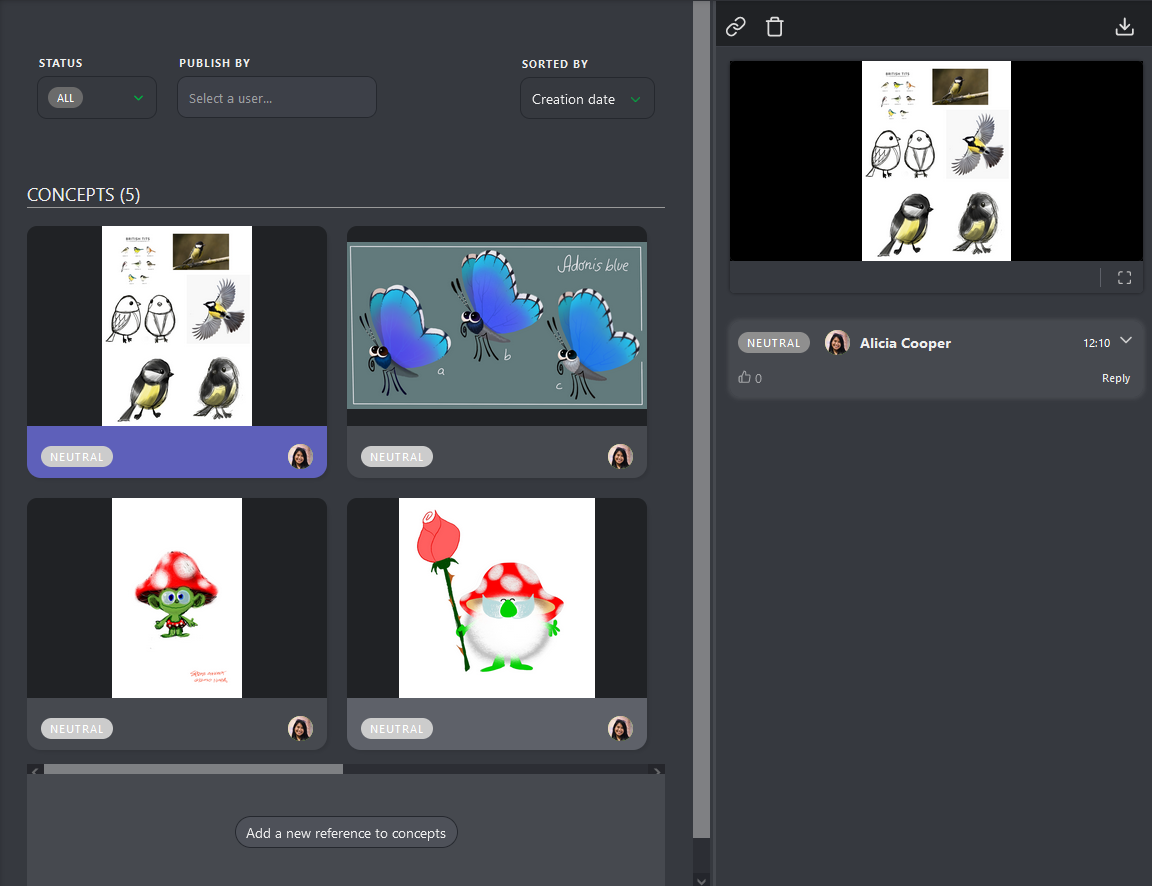 STATUS
PUBLISH BY
SORTED BY
ALL
Select a user...
Creation date
CONCEPTS (5)
BRITISH TITS
Adonis blue
a
b
c
NEUTRAL
NEUTRAL
NEUTRAL
NEUTRAL
Add a new reference to concepts
BRITISH TITS
NEUTRAL
Alicia Cooper
12:10
0
Reply